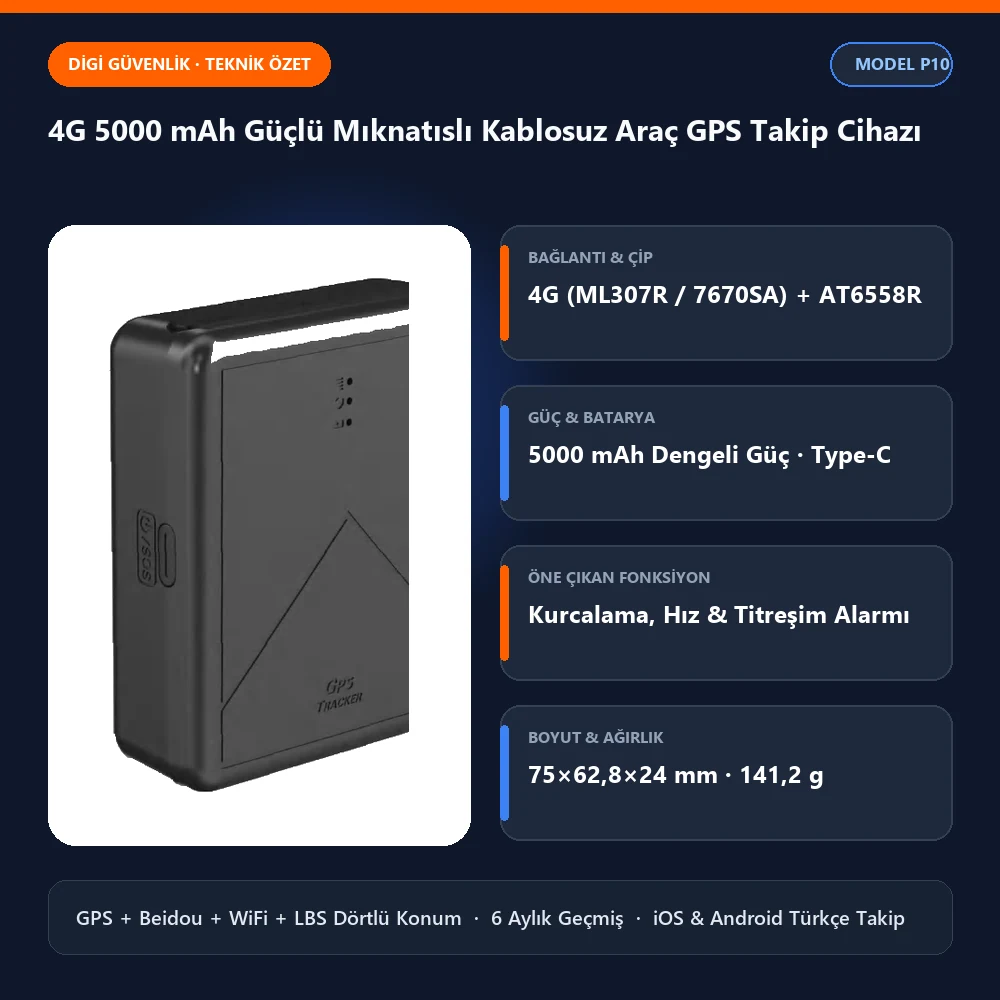 DİGİ GÜVENLİK · TEKNİK ÖZET
MODEL P10
4G 5000 mAh Güçlü Mıknatıslı Kablosuz Araç GPS Takip Cihazı
BAĞLANTI & ÇİP
4G (ML307R / 7670SA) + AT6558R
GÜÇ & BATARYA
5000 mAh Dengeli Güç · Type-C
ÖNE ÇIKAN FONKSİYON
Kurcalama, Hız & Titreşim Alarmı
BOYUT & AĞIRLIK
75×62,8×24 mm · 141,2 g
GPS
TRACKER
GPS + Beidou + WiFi + LBS Dörtlü Konum · 6 Aylık Geçmiş · iOS & Android Türkçe Takip